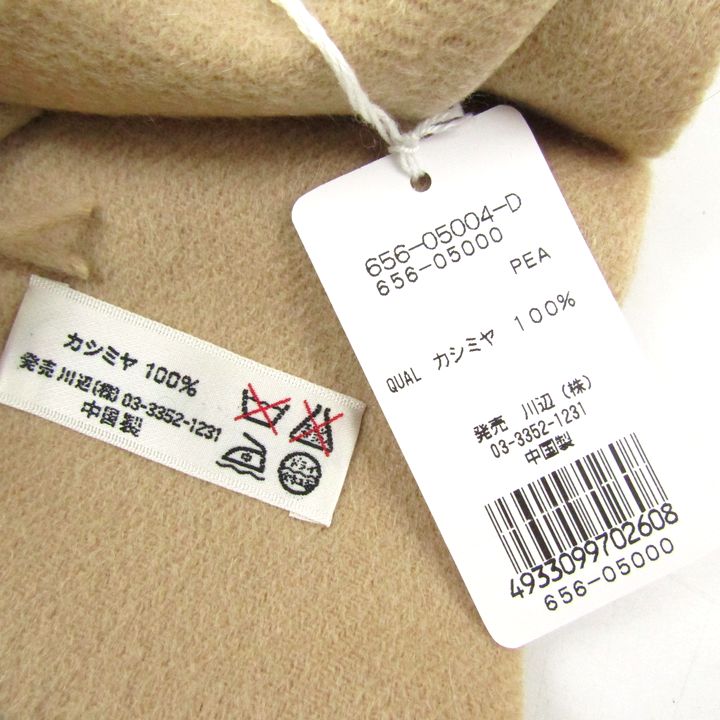 カシミヤ 100%
発売 川辺(株) 03-3352-1231
中国製
656-05004-D
656-05000
PEA
QUAL カシミヤ 100%
発売 川辺 (株)
03-3352-1231
中国製
4933099702608
656-05000